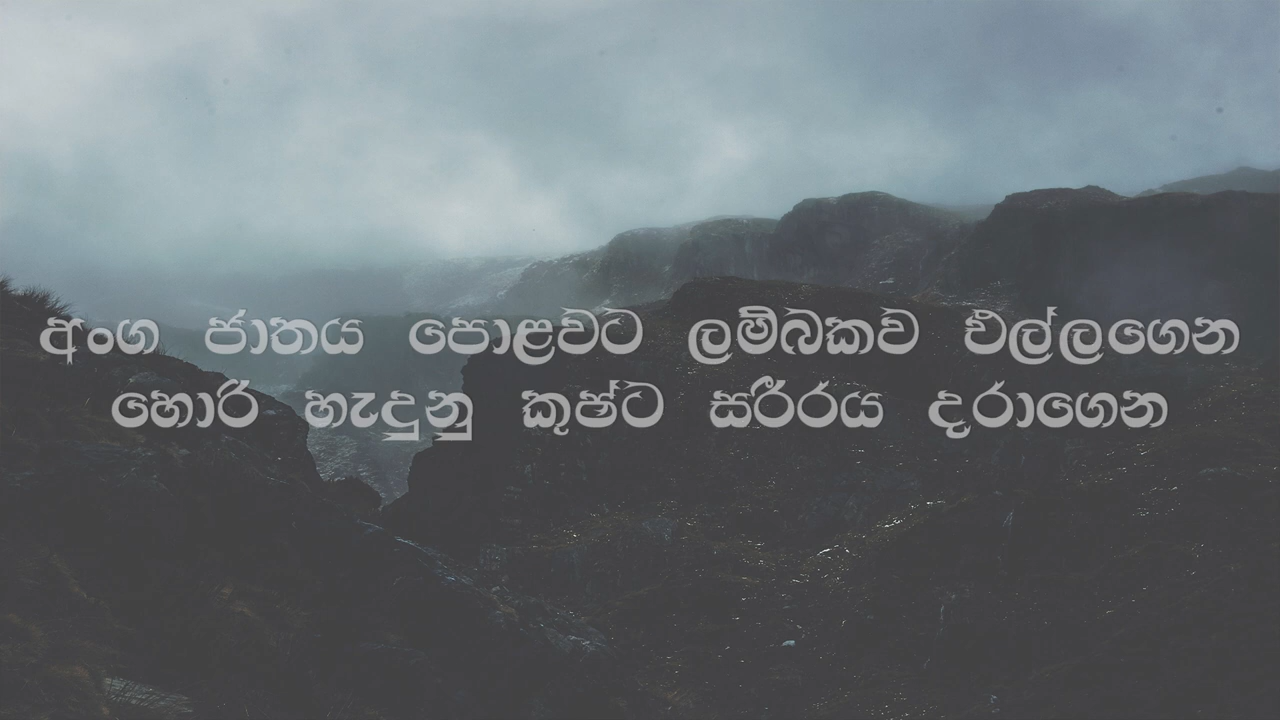 අංග ජාතය පොළවට ලම්බකව එල්ලගෙන
හොරි හැදුනු කුෂ්ට සරීරය දරාගෙන